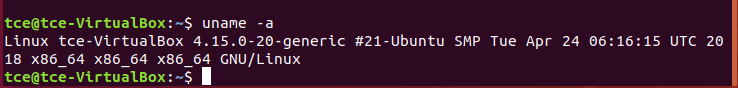 tce@tce-VirtualBox:~$ uname -a
Linux tce-VirtualBox 4.15.0-20-generic #21-Ubuntu SMP Tue Apr 24 06:16:15 UTC 20
18 x86_64 x86_64 x86_64 GNU/Linux
tce@tce-VirtualBox:~$